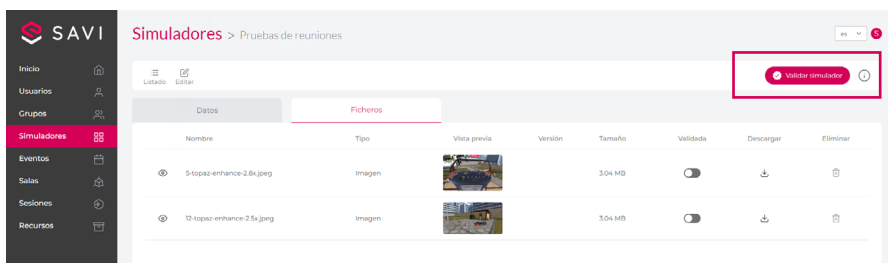 SAVI
Simuladores > Pruebas de reuniones
es
S
Inicio
Usuarios
Grupos
Simuladores
Eventos
Salas
Sesiones
Recursos
Listado Editar
Validar simulador
Datos Ficheros
Nombre Tipo Vista previa Versión Tamaño Validada Descargar Eliminar
5-topaz-enhance-2.8x.jpeg Imagen 3.04 MB
12-topaz-enhance-2.5x.jpeg Imagen 3.04 MB